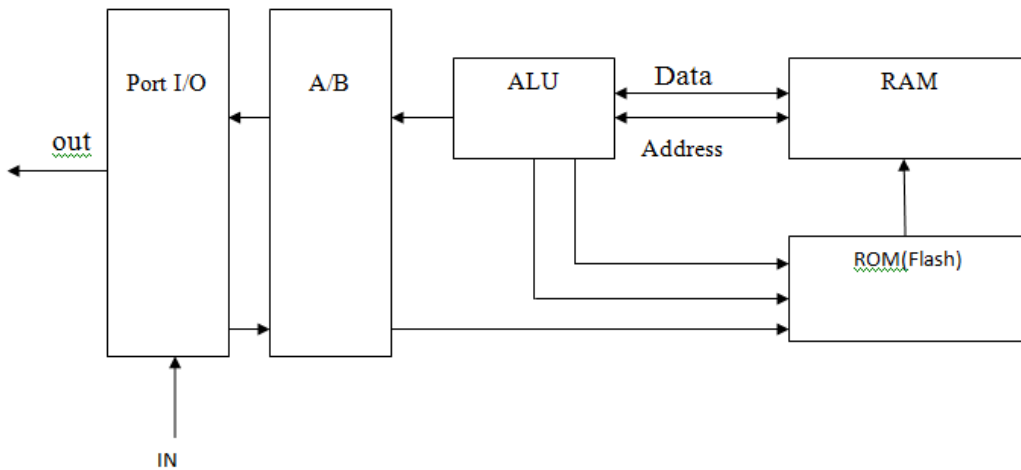 Port I/O
A/B
ALU
Data
RAM
out
Address
ROM(Flash)
IN